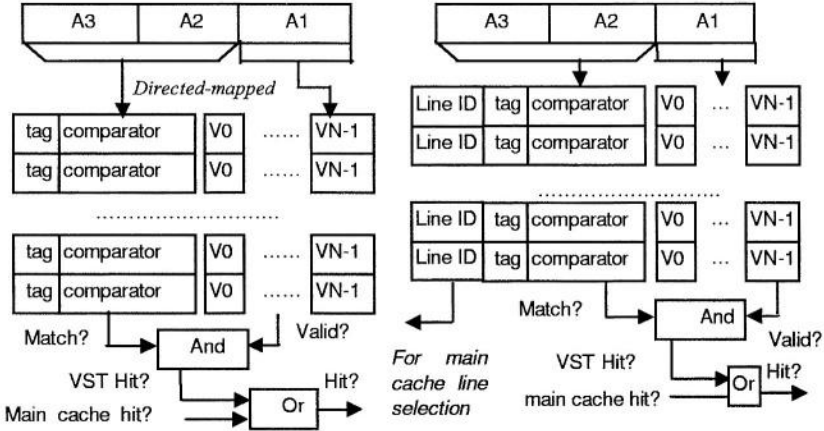 A3 A2 A1
Directed-mapped
tag comparator V0 ...... VN-1
tag comparator V0 ...... VN-1
..............................
tag comparator V0 ...... VN-1
tag comparator V0 ...... VN-1
Match? And Valid?
VST Hit?
Main cache hit? Or Hit?
A3 A2 A1
Line ID tag comparator V0 ... VN-1
Line ID tag comparator V0 ... VN-1
..............................
Line ID tag comparator V0 ... VN-1
Line ID tag comparator V0 ... VN-1
Match? And Valid?
For main
cache line
selection
VST Hit?
main cache hit? Or Hit?